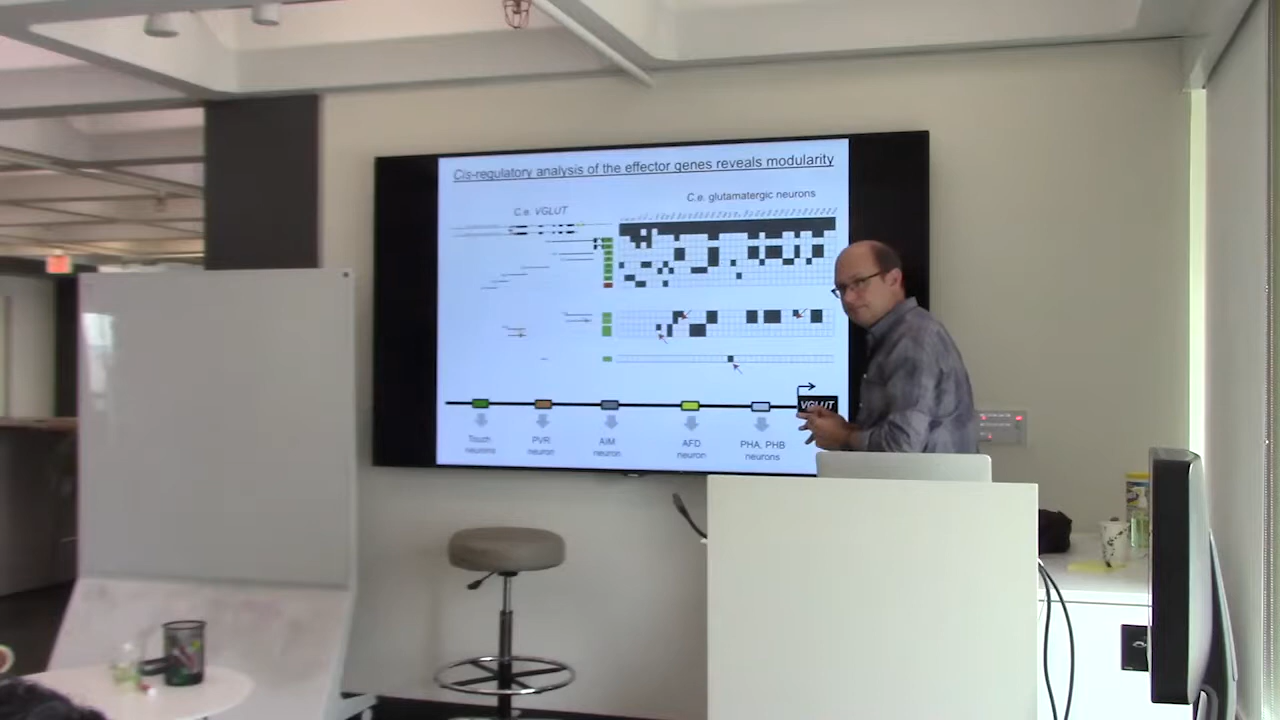 Cis-regulatory analysis of the effector genes reveals modularity
C.e. VGLUT
C.e. glutamatergic neurons
VGLUT
Touch neurons
PVR neuron
AIM neuron
AFD neuron
PHA, PHB neurons